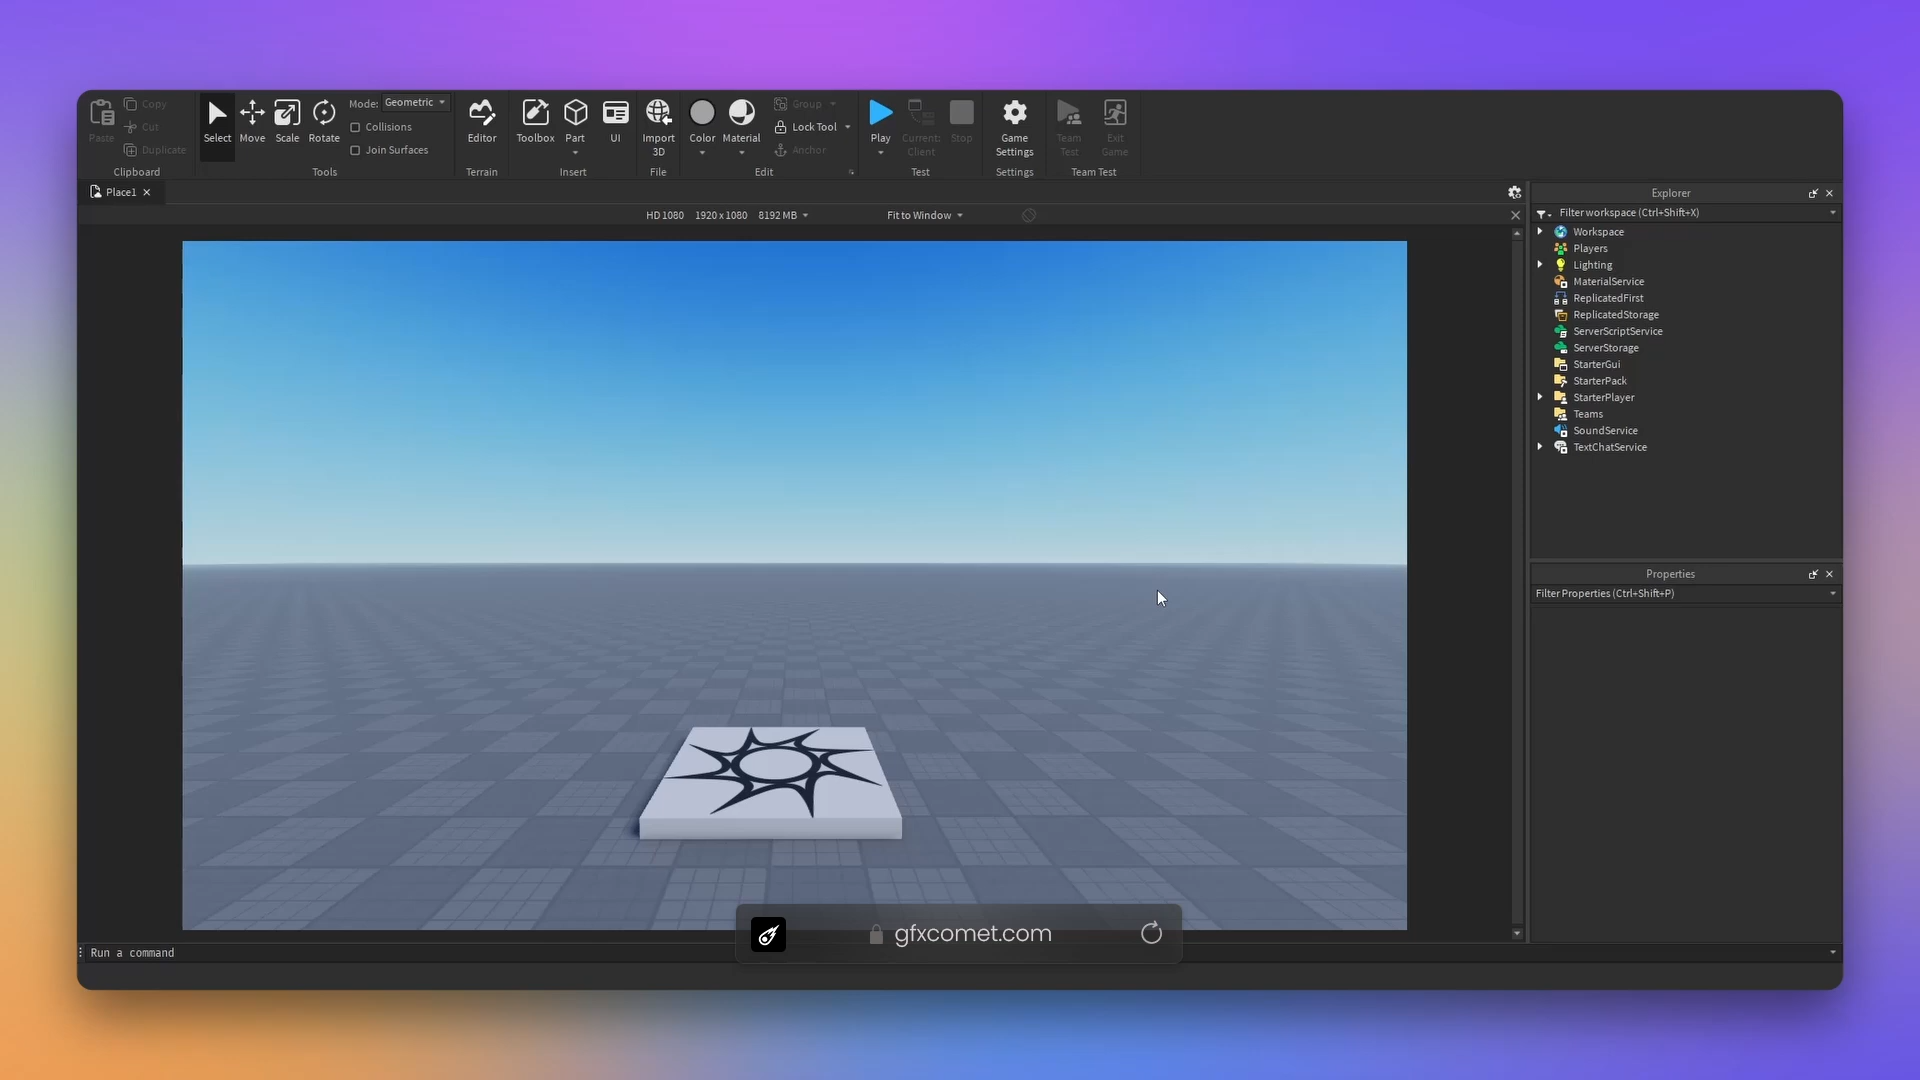 Paste
Copy
Cut
Duplicate
Clipboard
Select
Move
Scale
Rotate
Mode: Geometric
Collisions
Join Surfaces
Tools
Editor
Terrain
Toolbox
Part
UI
Insert
Import
3D
File
Color
Material
Group
Lock Tool
Anchor
Edit
Play
Current:
Client
Stop
Test
Game
Settings
Settings
Team
Test
Exit
Game
Team Test
Place1
HD 1080 1920 x 1080 8192 MB
Fit to Window
Explorer
Filter workspace (Ctrl+Shift+X)
Workspace
Players
Lighting
MaterialService
ReplicatedFirst
ReplicatedStorage
ServerScriptService
ServerStorage
StarterGui
StarterPack
StarterPlayer
Teams
SoundService
TextChatService
Properties
Filter Properties (Ctrl+Shift+P)
gfxcomet.com
Run a command